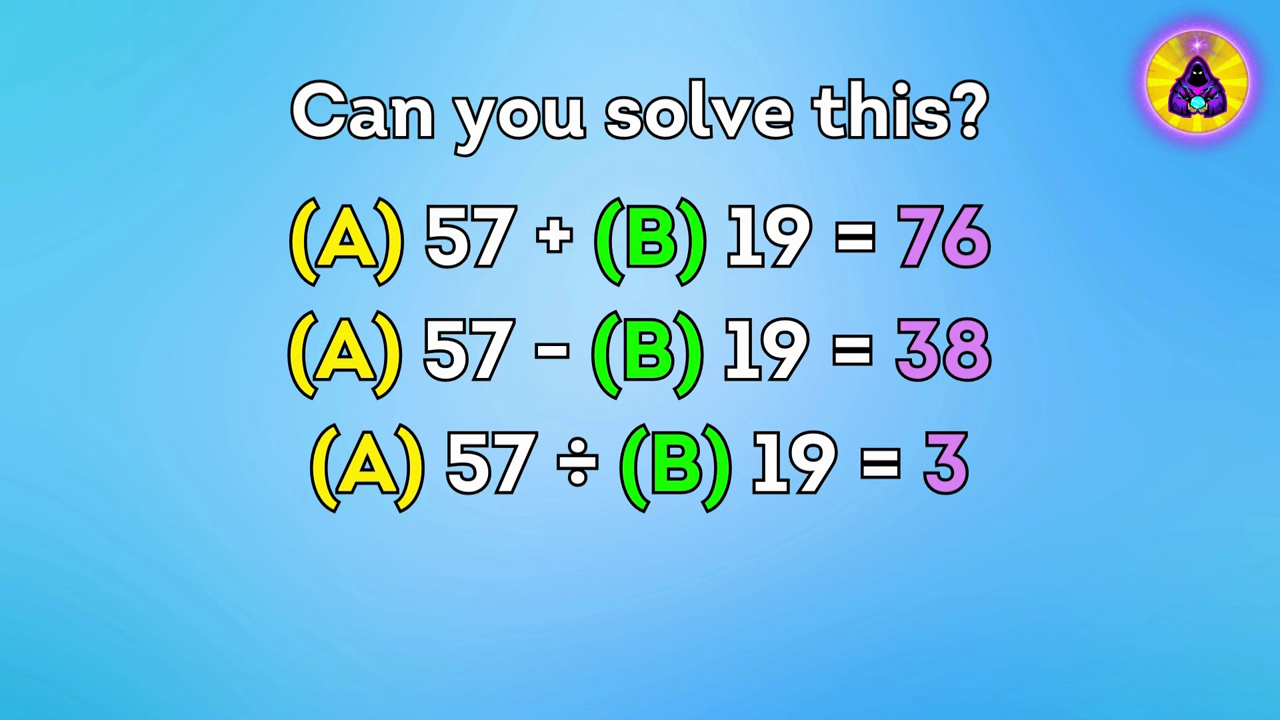 Can you solve this?
(A) 57 + (B) 19 = 76
(A) 57 - (B) 19 = 38
(A) 57 ÷ (B) 19 = 3